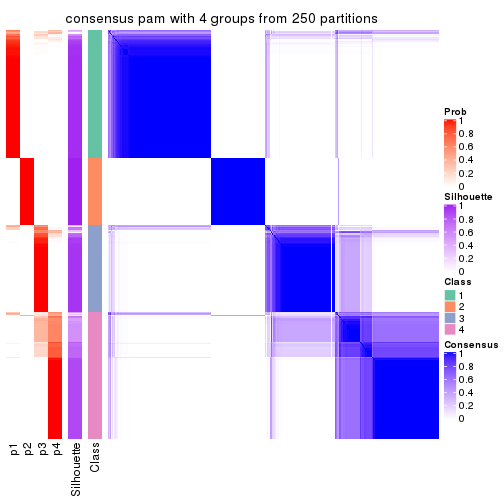 consensus pam with 4 groups from 250 partitions
Prob
1
0.8
0.6
0.4
0.2
0
Silhouette
1
0.8
0.6
0.4
0.2
0
Class
1
2
3
4
Consensus
1
0.8
0.6
0.4
0.2
0
p1
p2
p3
p4
Silhouette
Class